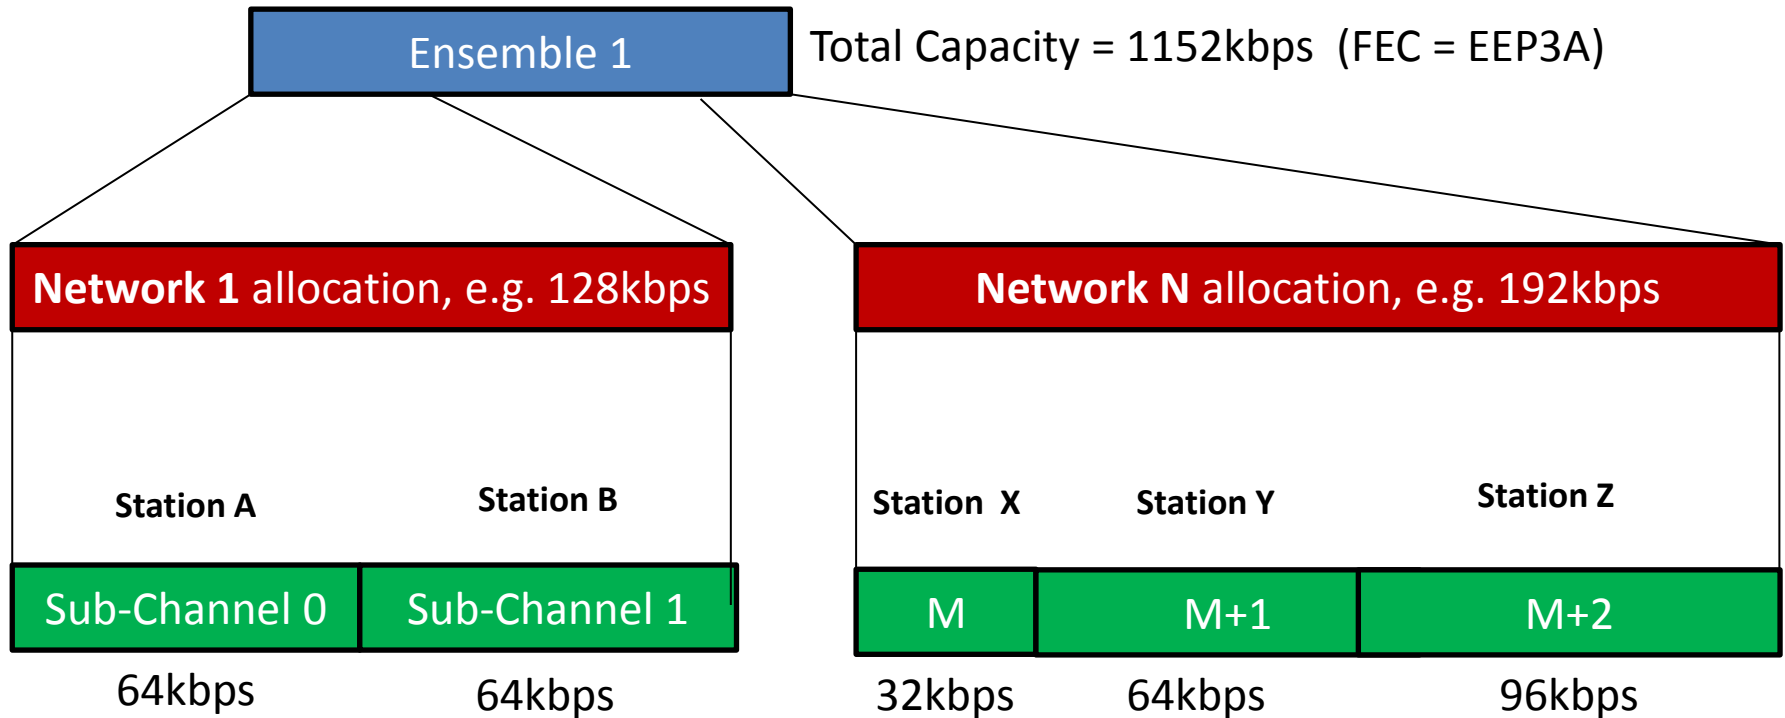 Ensemble 1
Total Capacity = 1152kbps (FEC = EEP3A)
Network 1 allocation, e.g. 128kbps
Network N allocation, e.g. 192kbps
Station A
Station B
Station X
Station Y
Station Z
Sub-Channel 0
Sub-Channel 1
M
M+1
M+2
64kbps
64kbps
32kbps
64kbps
96kbps